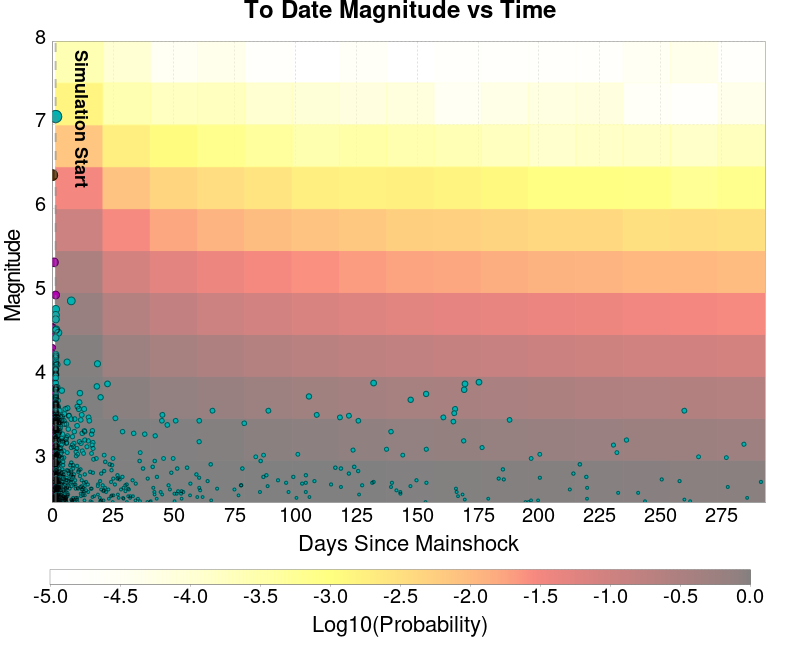 To Date Magnitude vs Time
Simulation Start
Magnitude
8
7
6
5
4
3
0 25 50 75 100 125 150 175 200 225 250 275
Days Since Mainshock
-5.0 -4.5 -4.0 -3.5 -3.0 -2.5 -2.0 -1.5 -1.0 -0.5 0.0
Log10(Probability)